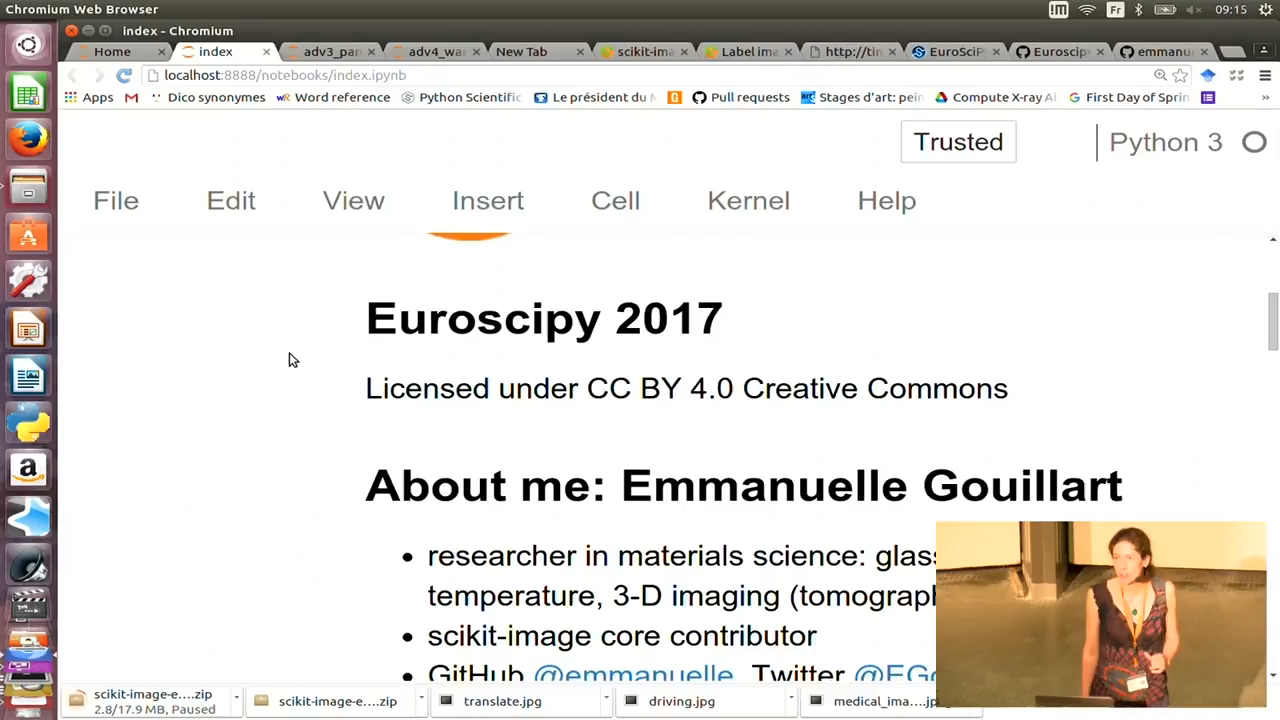 Chromium Web Browser
Fr
09:15
index - Chromium
Home
index
adv3_pan
adv4_wa
New Tab
scikit-ima
Label ima
http://tin
EuroSciP
Euroscip
emmanu
localhost:8888/notebooks/index.ipynb
Apps
Dico synonymes
Word reference
Python Scientific
Le président du
Pull requests
Stages d'art: pein
Compute X-ray A
First Day of Sprin
Trusted
Python 3
File
Edit
View
Insert
Cell
Kernel
Help
Euroscipy 2017
Licensed under CC BY 4.0 Creative Commons
About me: Emmanuelle Gouillart
researcher in materials science: glass
temperature, 3-D imaging (tomograph
scikit-image core contributor
GitHub @emmanuelle, Twitter @EGo
scikit-image-e....zip
2.8/17.9 MB, Paused
scikit-image-e....zip
translate.jpg
driving.jpg
medical_ima....jp